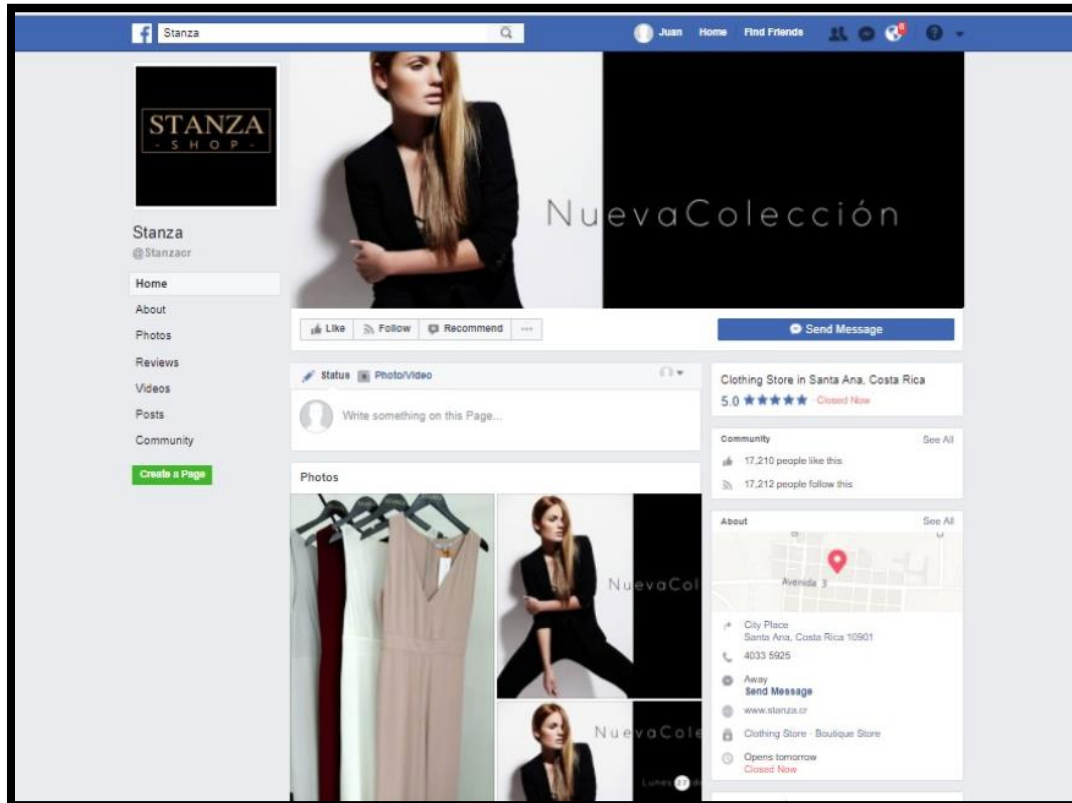 Stanza
Juan Home Find Friends
6
STANZA
- SHOP -
NuevaColección
Stanza
@Stanzacr
Home
About
Photos
Reviews
Videos
Posts
Community
Create a Page
Like Follow Recommend ...
Send Message
Status Photo/Video
Write something on this Page...
Photos
NuevaCol
NuevaCole
Lunes 27 de
Clothing Store in Santa Ana, Costa Rica
5.0 ★★★★★ · Closed Now
Community See All
17,210 people like this
17,212 people follow this
About See All
Avenida 3
City Place
Santa Ana, Costa Rica 10901
4033 5925
Away
Send Message
www.stanza.cr
Clothing Store · Boutique Store
Opens tomorrow
Closed Now